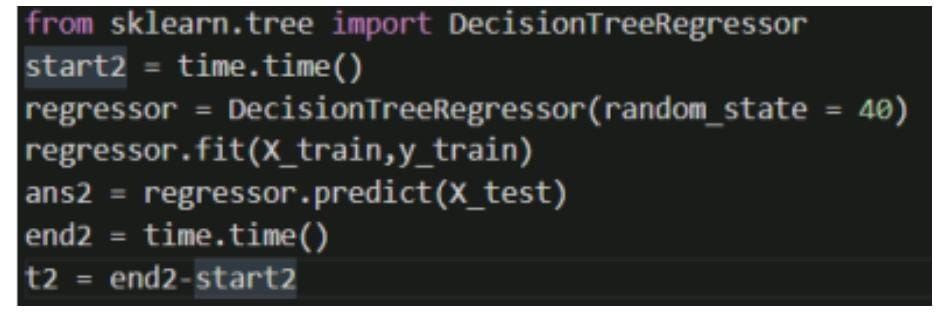 from sklearn.tree import DecisionTreeRegressor
start2 = time.time()
regressor = DecisionTreeRegressor(random_state = 40)
regressor.fit(X_train,y_train)
ans2 = regressor.predict(X_test)
end2 = time.time()
t2 = end2-start2